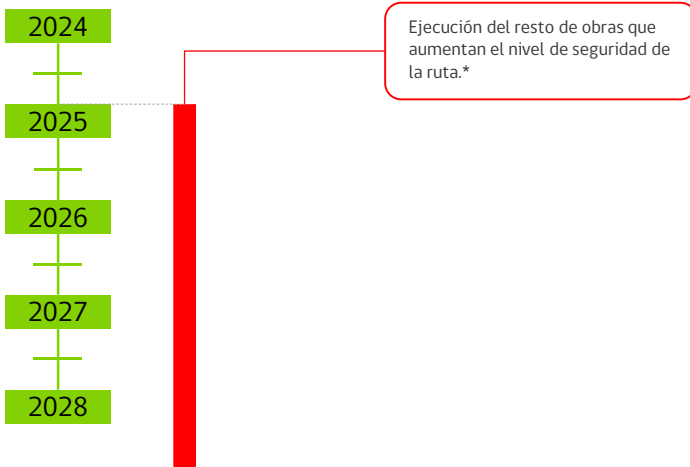 2024
Ejecución del resto de obras que
aumentan el nivel de seguridad de
la ruta.*
2025
2026
2027
2028